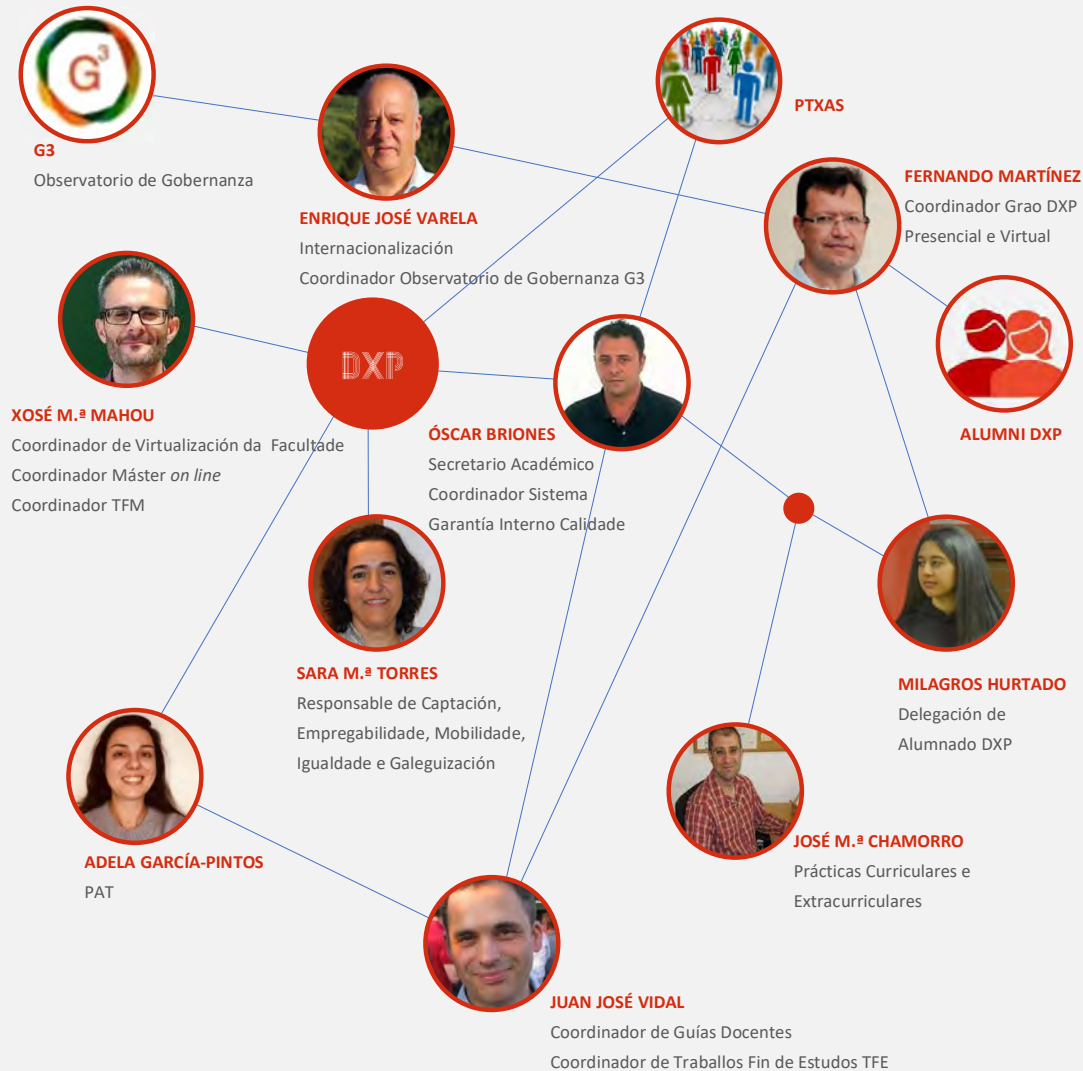 G3
PTXAS
G3
Observatorio de Gobernanza
FERNANDO MARTÍNEZ
Coordinador Grao DXP
Presencial e Virtual
ENRIQUE JOSÉ VARELA
Internacionalización
Coordinador Observatorio de Gobernanza G3
DXP
XOSÉ M.ª MAHOU
Coordinador de Virtualización da Facultade
Coordinador Máster on line
Coordinador TFM
ÓSCAR BRIONES
Secretario Académico
Coordinador Sistema
Garantía Interno Calidade
ALUMNI DXP
SARA M.ª TORRES
Responsable de Captación,
Empregabilidade, Mobilidade,
Igualdade e Galeguización
MILAGROS HURTADO
Delegación de
Alumnado DXP
ADELA GARCÍA-PINTOS
PAT
JOSÉ M.ª CHAMORRO
Prácticas Curriculares e
Extracurriculares
JUAN JOSÉ VIDAL
Coordinador de Guías Docentes
Coordinador de Traballos Fin de Estudos TFE